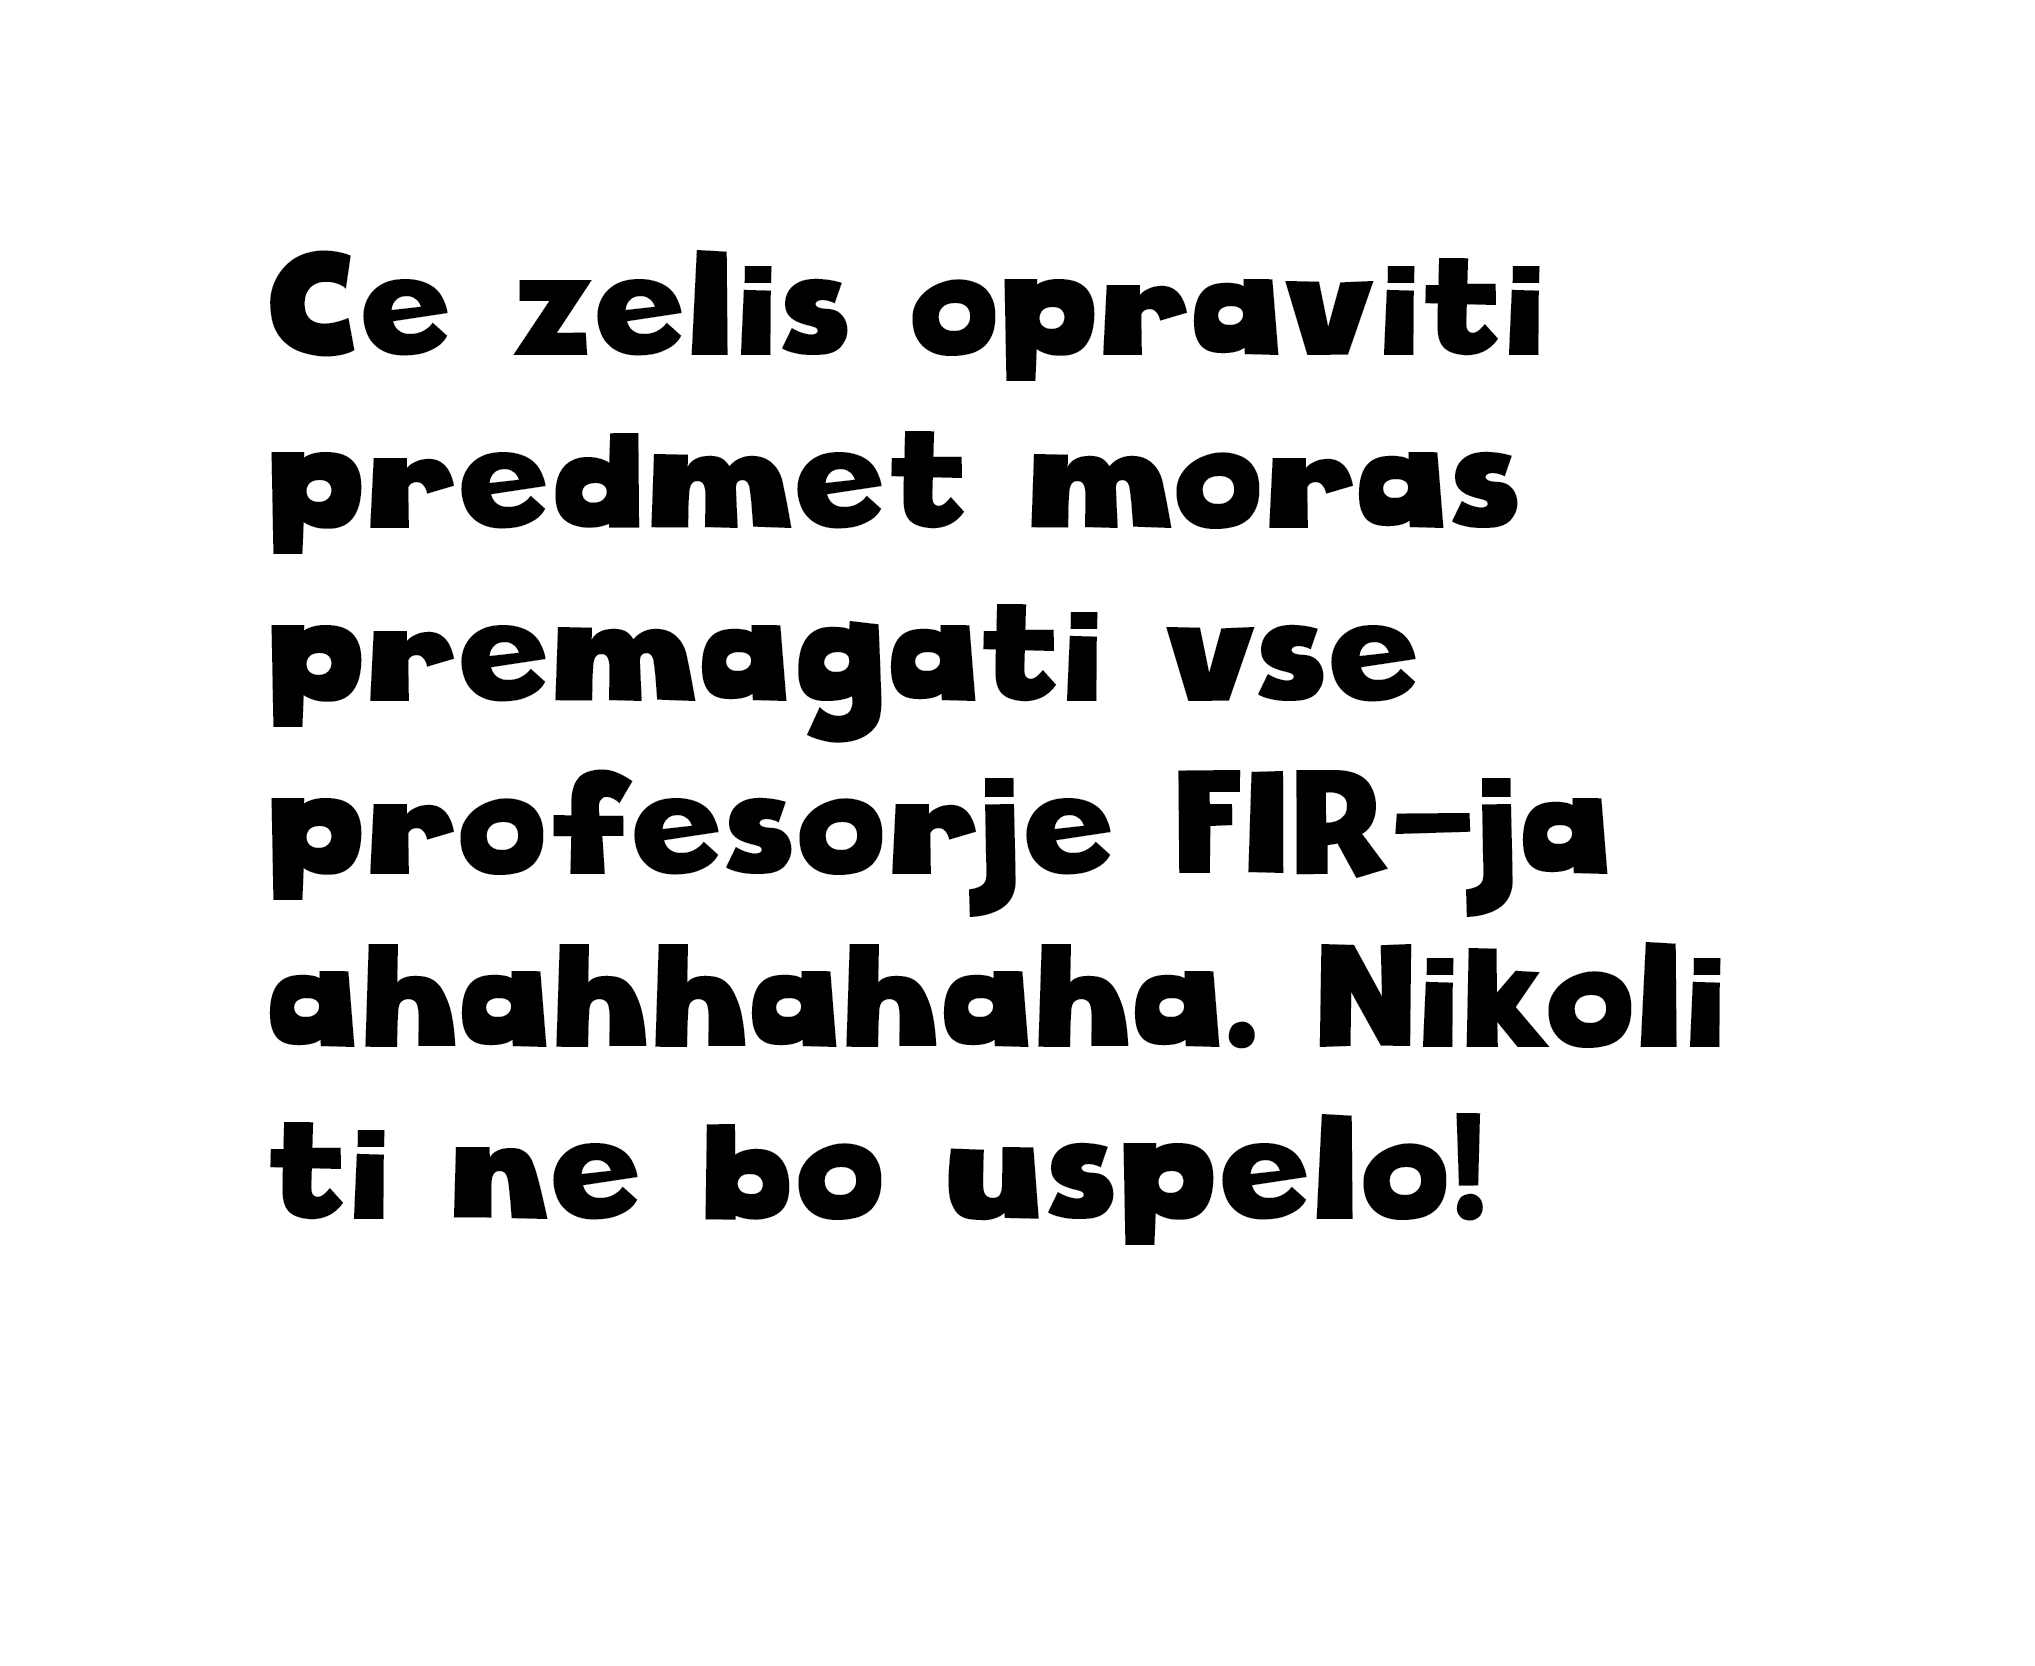 Ce zelis opraviti
predmet moras
premagati vse
profesorje FIR-ja
ahahhahaha. Nikoli
ti ne bo uspelo!